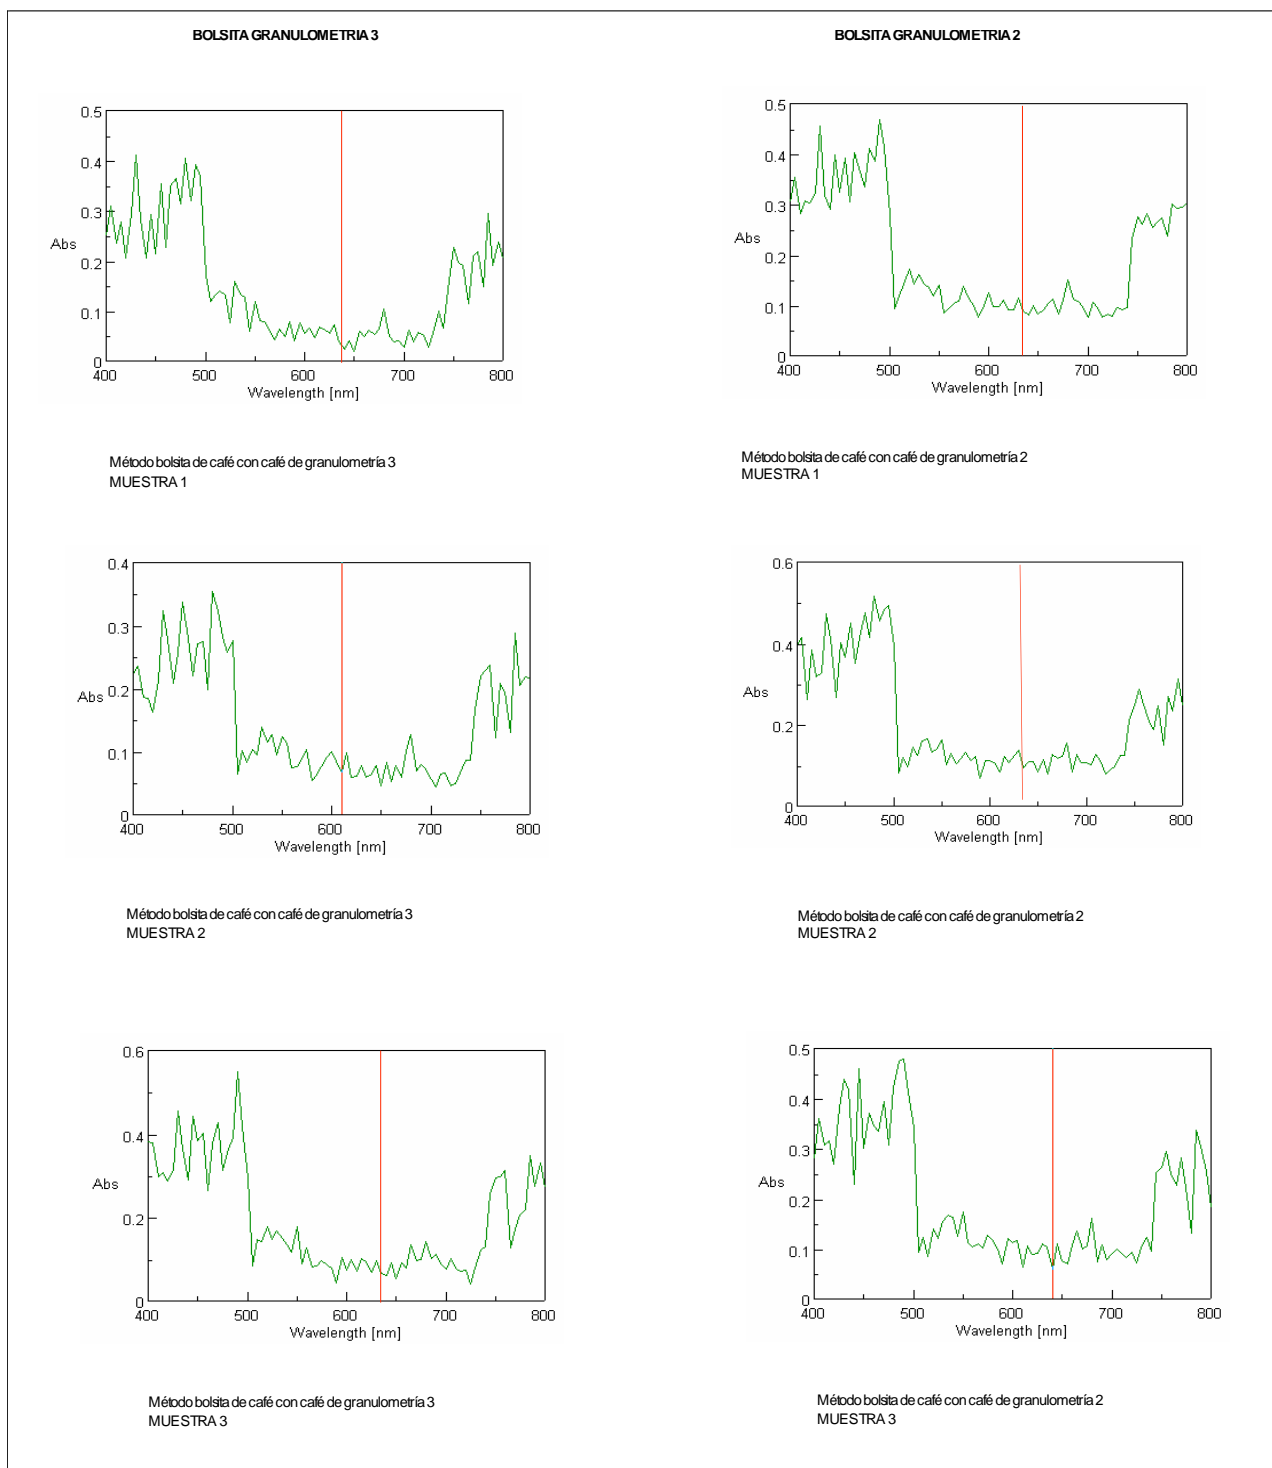 BOLSITA GRANULOMETRIA 3
BOLSITA GRANULOMETRIA 2
0.5
0.4
0.3
Abs
0.2
0.1
0
400
500
600
700
800
Wavelength [nm]
0.5
0.4
0.3
Abs
0.2
0.1
0
400
500
600
700
800
Wavelength [nm]
Método bolsita de café con café de granulometría 3
MUESTRA 1
Método bolsita de café con café de granulometría 2
MUESTRA 1
0.4
0.3
Abs
0.2
0.1
0
400
500
600
700
800
Wavelength [nm]
0.6
0.4
Abs
0.2
0
400
500
600
700
800
Wavelength [nm]
Método bolsita de café con café de granulometría 3
MUESTRA 2
Método bolsita de café con café de granulometría 2
MUESTRA 2
0.6
0.4
Abs
0.2
0
400
500
600
700
800
Wavelength [nm]
0.5
0.4
0.3
Abs
0.2
0.1
0
400
500
600
700
800
Wavelength [nm]
Método bolsita de café con café de granulometría 3
MUESTRA 3
Método bolsita de café con café de granulometría 2
MUESTRA 3